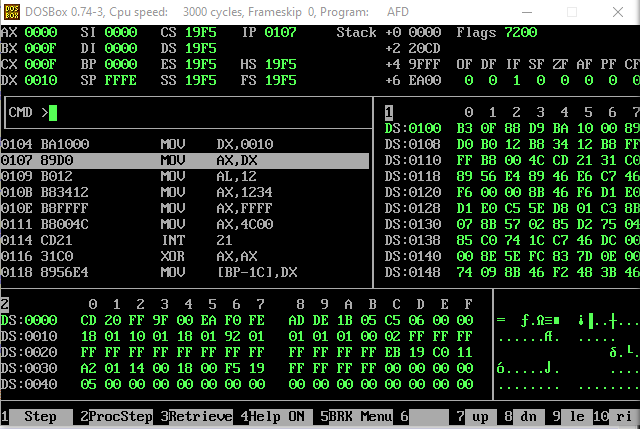 DOSBox 0.74-3, Cpu speed: 3000 cycles, Frameskip 0, Program: AFD
AX 0000 SI 0000 CS 19F5 IP 0107 Stack +0 0000 Flags 7200
BX 000F DI 0000 DS 19F5 +2 20CD
CX 000F BP 0000 ES 19F5 HS 19F5 +4 9FFF OF DF IF SF ZF AF PF CF
DX 0010 SP FFFE SS 19F5 FS 19F5 +6 EA00 0 0 1 0 0 0 0 0
CMD >
1 0 1 2 3 4 5 6 7
DS:0100 B3 0F 88 D9 BA 10 00 89
DS:0108 D0 B0 12 B8 34 12 B8 FF
DS:0110 FF B8 00 4C CD 21 31 C0
DS:0118 89 56 E4 89 46 E6 C7 46
DS:0120 F6 00 00 8B 46 F6 D1 E0
DS:0128 D1 E0 C5 5E D8 01 C3 8B
DS:0130 07 8B 57 02 85 D2 75 04
DS:0138 85 C0 74 1C C7 46 DC 00
DS:0140 00 8E 5E FC 83 7D 0E 00
DS:0148 74 09 8B 46 F2 48 3B 46
0104 BA1000 MOV DX,0010
0107 89D0 MOV AX,DX
0109 B012 MOV AL,12
010B B83412 MOV AX,1234
010E B8FFFF MOV AX,FFFF
0111 B8004C MOV AX,4C00
0114 CD21 INT 21
0116 31C0 XOR AX,AX
0118 8956E4 MOV [BP-1C],DX
2 0 1 2 3 4 5 6 7 8 9 A B C D E F
DS:0000 CD 20 FF 9F 00 EA F0 FE AD DE 1B 05 C5 06 00 00 = ƒ.Ω≡■ ¡▐..┼...
DS:0010 18 01 10 01 18 01 92 01 01 01 01 00 02 FF FF FF ......Æ. .....
DS:0020 FF FF FF FF FF FF FF FF FF FF FF FF EB 19 C0 11 δ.└.
DS:0030 A2 01 14 00 18 00 F5 19 FF FF FF FF 00 00 00 00 ó.....⌡. ....
DS:0040 05 00 00 00 00 00 00 00 00 00 00 00 00 00 00 00 ........ ........
1 Step 2 ProcStep 3 Retrieve 4 Help ON 5 BRK Menu 6 7 up 8 dn 9 le 10 ri